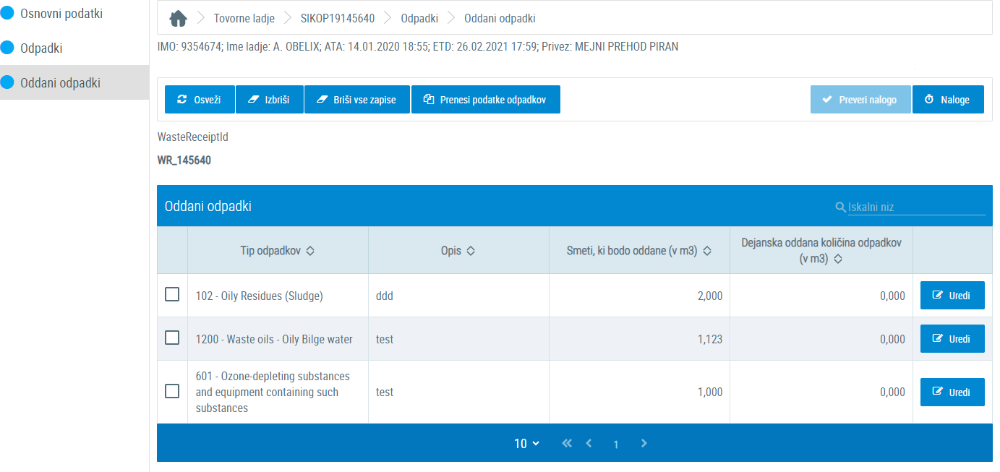 Osnovni podatki
Odpadki
Oddani odpadki
Tovorne ladje SIKOP19145640 Odpadki Oddani odpadki
IMO: 9354674; Ime ladje: A. OBELIX; ATA: 14.01.2020 18:55; ETD: 26.02.2021 17:59; Privez: MEJNI PREHOD PIRAN
Osveži Izbriši Briši vse zapise Prenesi podatke odpadkov Preveri nalogo Naloge
WasteReceiptId
WR_145640
Oddani odpadki Iskalni niz
Tip odpadkov Opis Smeti, ki bodo oddane (v m3) Dejanska oddana količina odpadkov
(v m3)
102 - Oily Residues (Sludge) ddd 2,000 0,000 Uredi
1200 - Waste oils - Oily Bilge water test 1,123 0,000 Uredi
601 - Ozone-depleting substances
and equipment containing such test 1,000 0,000 Uredi
substances
10 1